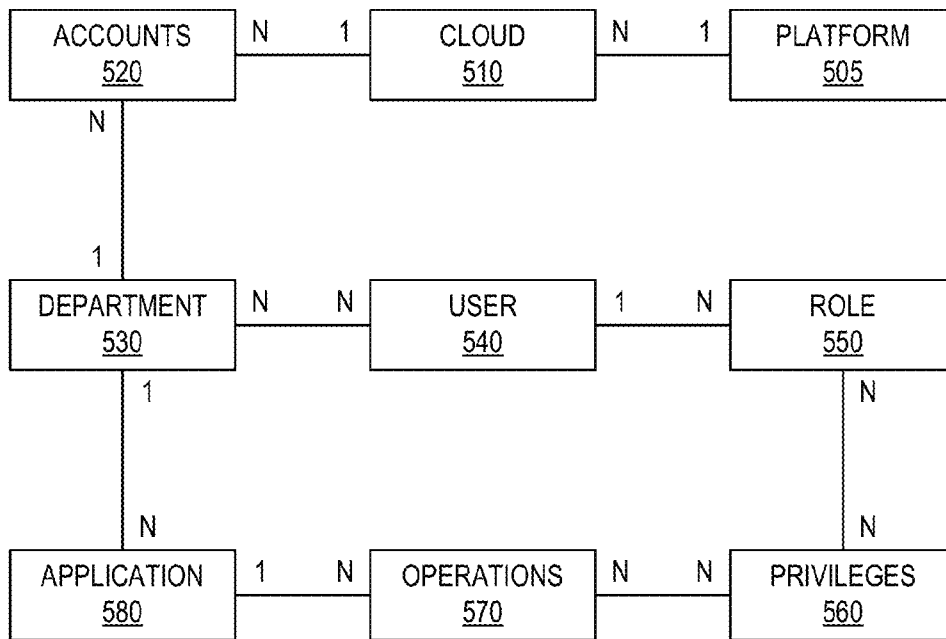 ACCOUNTS
520
N 1
CLOUD
510
N 1
PLATFORM
505
N
1
DEPARTMENT
530
N N
USER
540
1 N
ROLE
550
1
N
N
N
APPLICATION
580
1 N
OPERATIONS
570
N N
PRIVILEGES
560